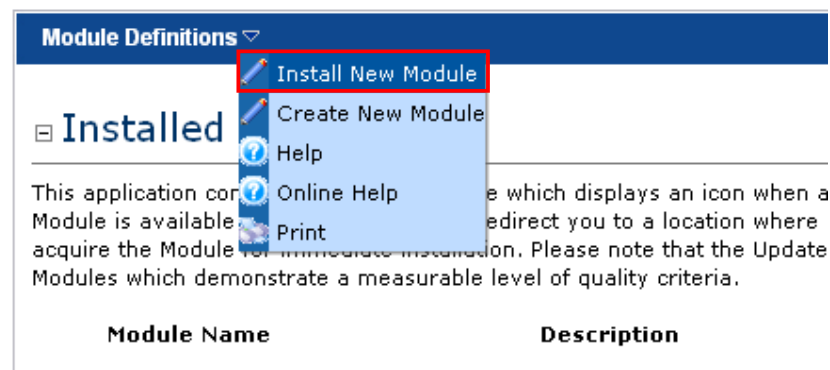 Module Definitions
Install New Module
Create New Module
Help
Online Help
Print
Installed
This application con e which displays an icon when a
Module is available edirect you to a location where
acquire the Module for immediate installation. Please note that the Update
Modules which demonstrate a measurable level of quality criteria.
Module Name Description